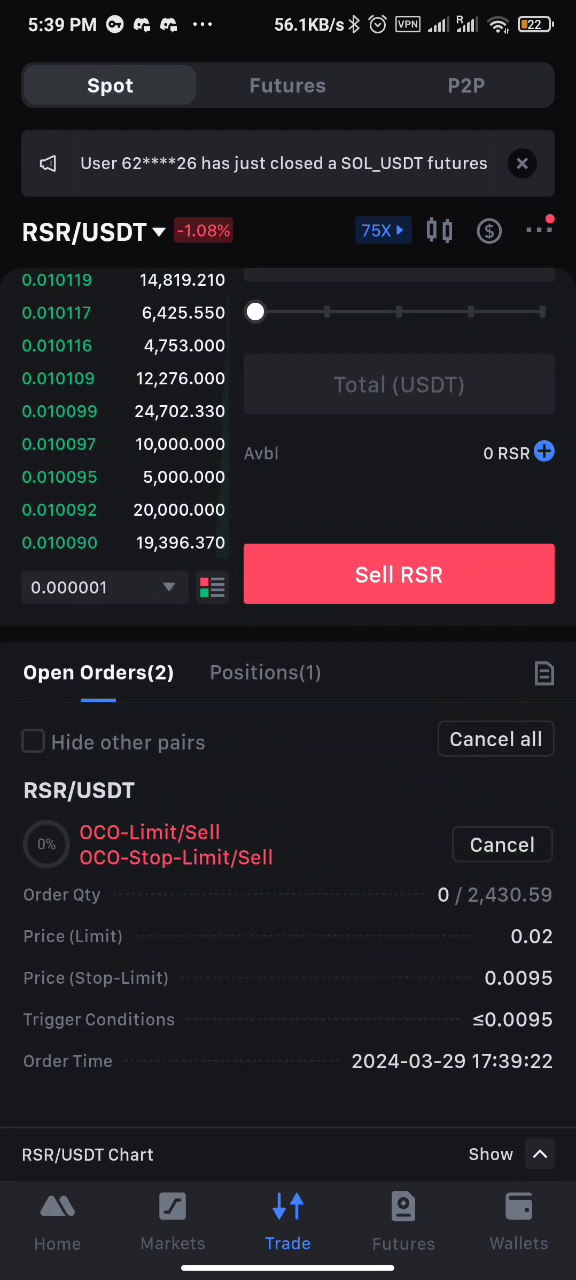 5:39 PM ... 56.1KB/s VPN R 22
Spot Futures P2P
User 62****26 has just closed a SOL_USDT futures
RSR/USDT -1.08% 75X $ ...
0.010119 14,819.210
0.010117 6,425.550
0.010116 4,753.000
0.010109 12,276.000
0.010099 24,702.330
0.010097 10,000.000
0.010095 5,000.000
0.010092 20,000.000
0.010090 19,396.370
0.000001
Total (USDT)
Avbl 0 RSR
Sell RSR
Open Orders(2) Positions(1)
Hide other pairs Cancel all
RSR/USDT
0% OCO-Limit/Sell
OCO-Stop-Limit/Sell
Cancel
Order Qty 0 / 2,430.59
Price (Limit) 0.02
Price (Stop-Limit) 0.0095
Trigger Conditions ≤0.0095
Order Time 2024-03-29 17:39:22
RSR/USDT Chart Show
Home Markets Trade Futures Wallets